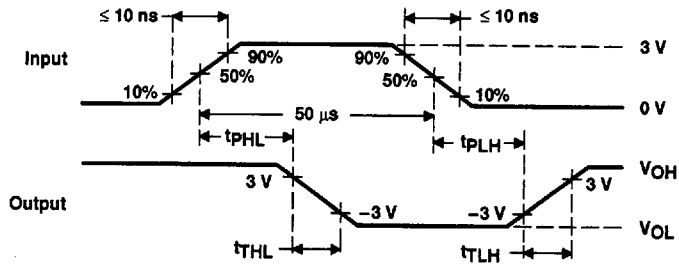 ≤ 10 ns
≤ 10 ns
Input
90%
90%
3 V
50%
50%
10%
10%
0 V
50 μs
tPHL
tPLH
3 V
3 V
VOH
Output
−3 V
−3 V
VOL
tTHL
tTLH